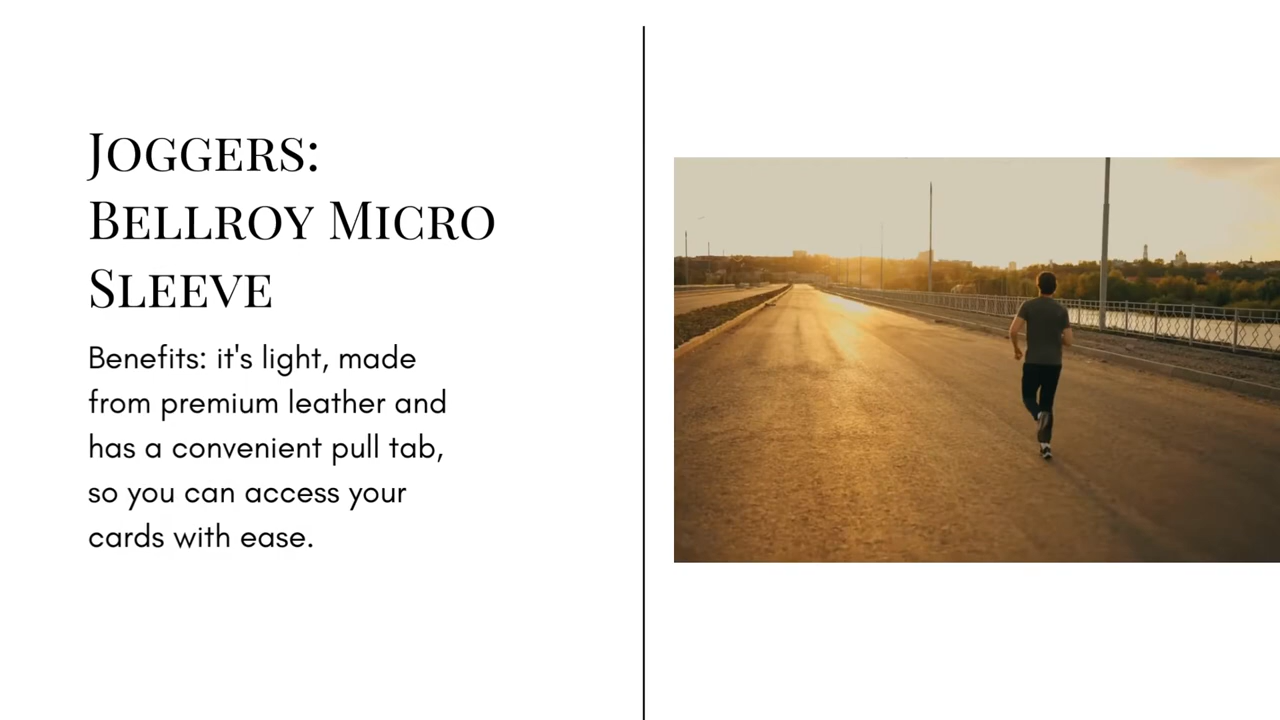 Joggers:
Bellroy Micro
Sleeve
Benefits: it's light, made
from premium leather and
has a convenient pull tab,
so you can access your
cards with ease.